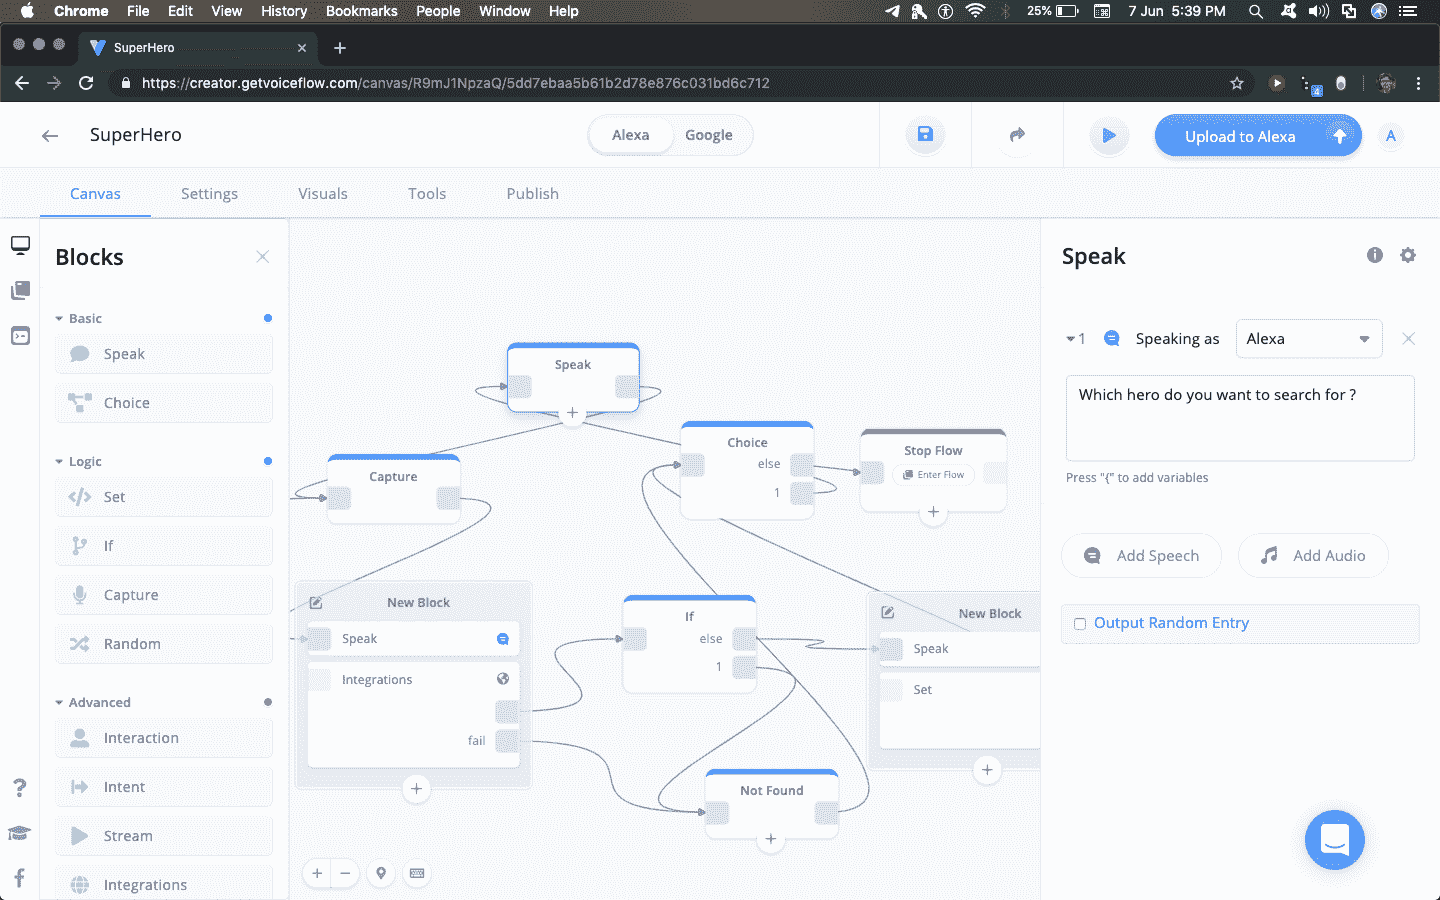 Chrome File Edit View History Bookmarks People Window Help 25% 7 Jun 5:39 PM
SuperHero
https://creator.getvoiceflow.com/canvas/R9mJ1NpzaQ/5dd7ebaa5b61b2d78e876c031bd6c712 4
SuperHero Alexa Google Upload to Alexa A
Canvas Settings Visuals Tools Publish
Blocks
Basic
Speak
Choice
Logic
Set
If
Capture
Random
Advanced
Interaction
Intent
Stream
Integrations
Speak
Capture
Choice
else
1
Stop Flow
Enter Flow
New Block
Speak
Integrations
fail
If
else
1
Not Found
New Block
Speak
Set
Speak
1 Speaking as Alexa
Which hero do you want to search for ?
Press "{" to add variables
Add Speech Add Audio
Output Random Entry